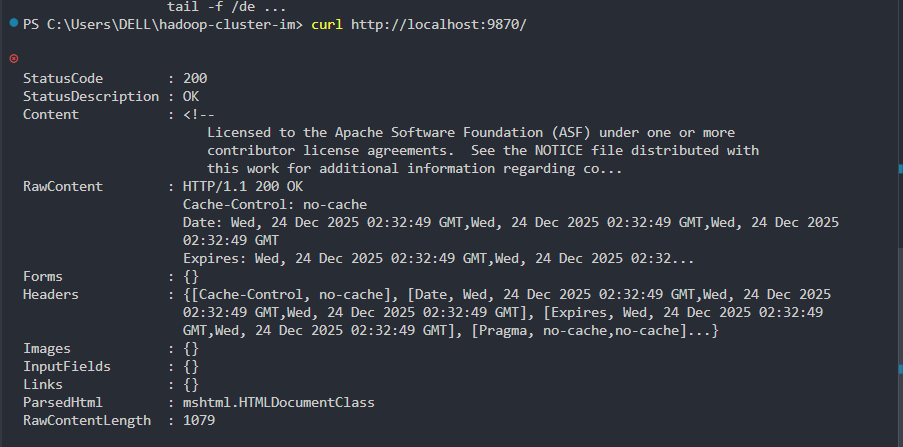 tail -f /de ...
PS C:\Users\DELL\hadoop-cluster-im> curl http://localhost:9870/
StatusCode : 200
StatusDescription : OK
Content : <!--
Licensed to the Apache Software Foundation (ASF) under one or more
contributor license agreements.  See the NOTICE file distributed with
this work for additional information regarding co...
RawContent : HTTP/1.1 200 OK
Cache-Control: no-cache
Date: Wed, 24 Dec 2025 02:32:49 GMT,Wed, 24 Dec 2025 02:32:49 GMT,Wed, 24 Dec 2025
02:32:49 GMT
Expires: Wed, 24 Dec 2025 02:32:49 GMT,Wed, 24 Dec 2025 02:32...
Forms : {}
Headers : {[Cache-Control, no-cache], [Date, Wed, 24 Dec 2025 02:32:49 GMT,Wed, 24 Dec 2025
02:32:49 GMT,Wed, 24 Dec 2025 02:32:49 GMT], [Expires, Wed, 24 Dec 2025 02:32:49
GMT,Wed, 24 Dec 2025 02:32:49 GMT], [Pragma, no-cache,no-cache]...}
Images : {}
InputFields : {}
Links : {}
ParsedHtml : mshtml.HTMLDocumentClass
RawContentLength : 1079